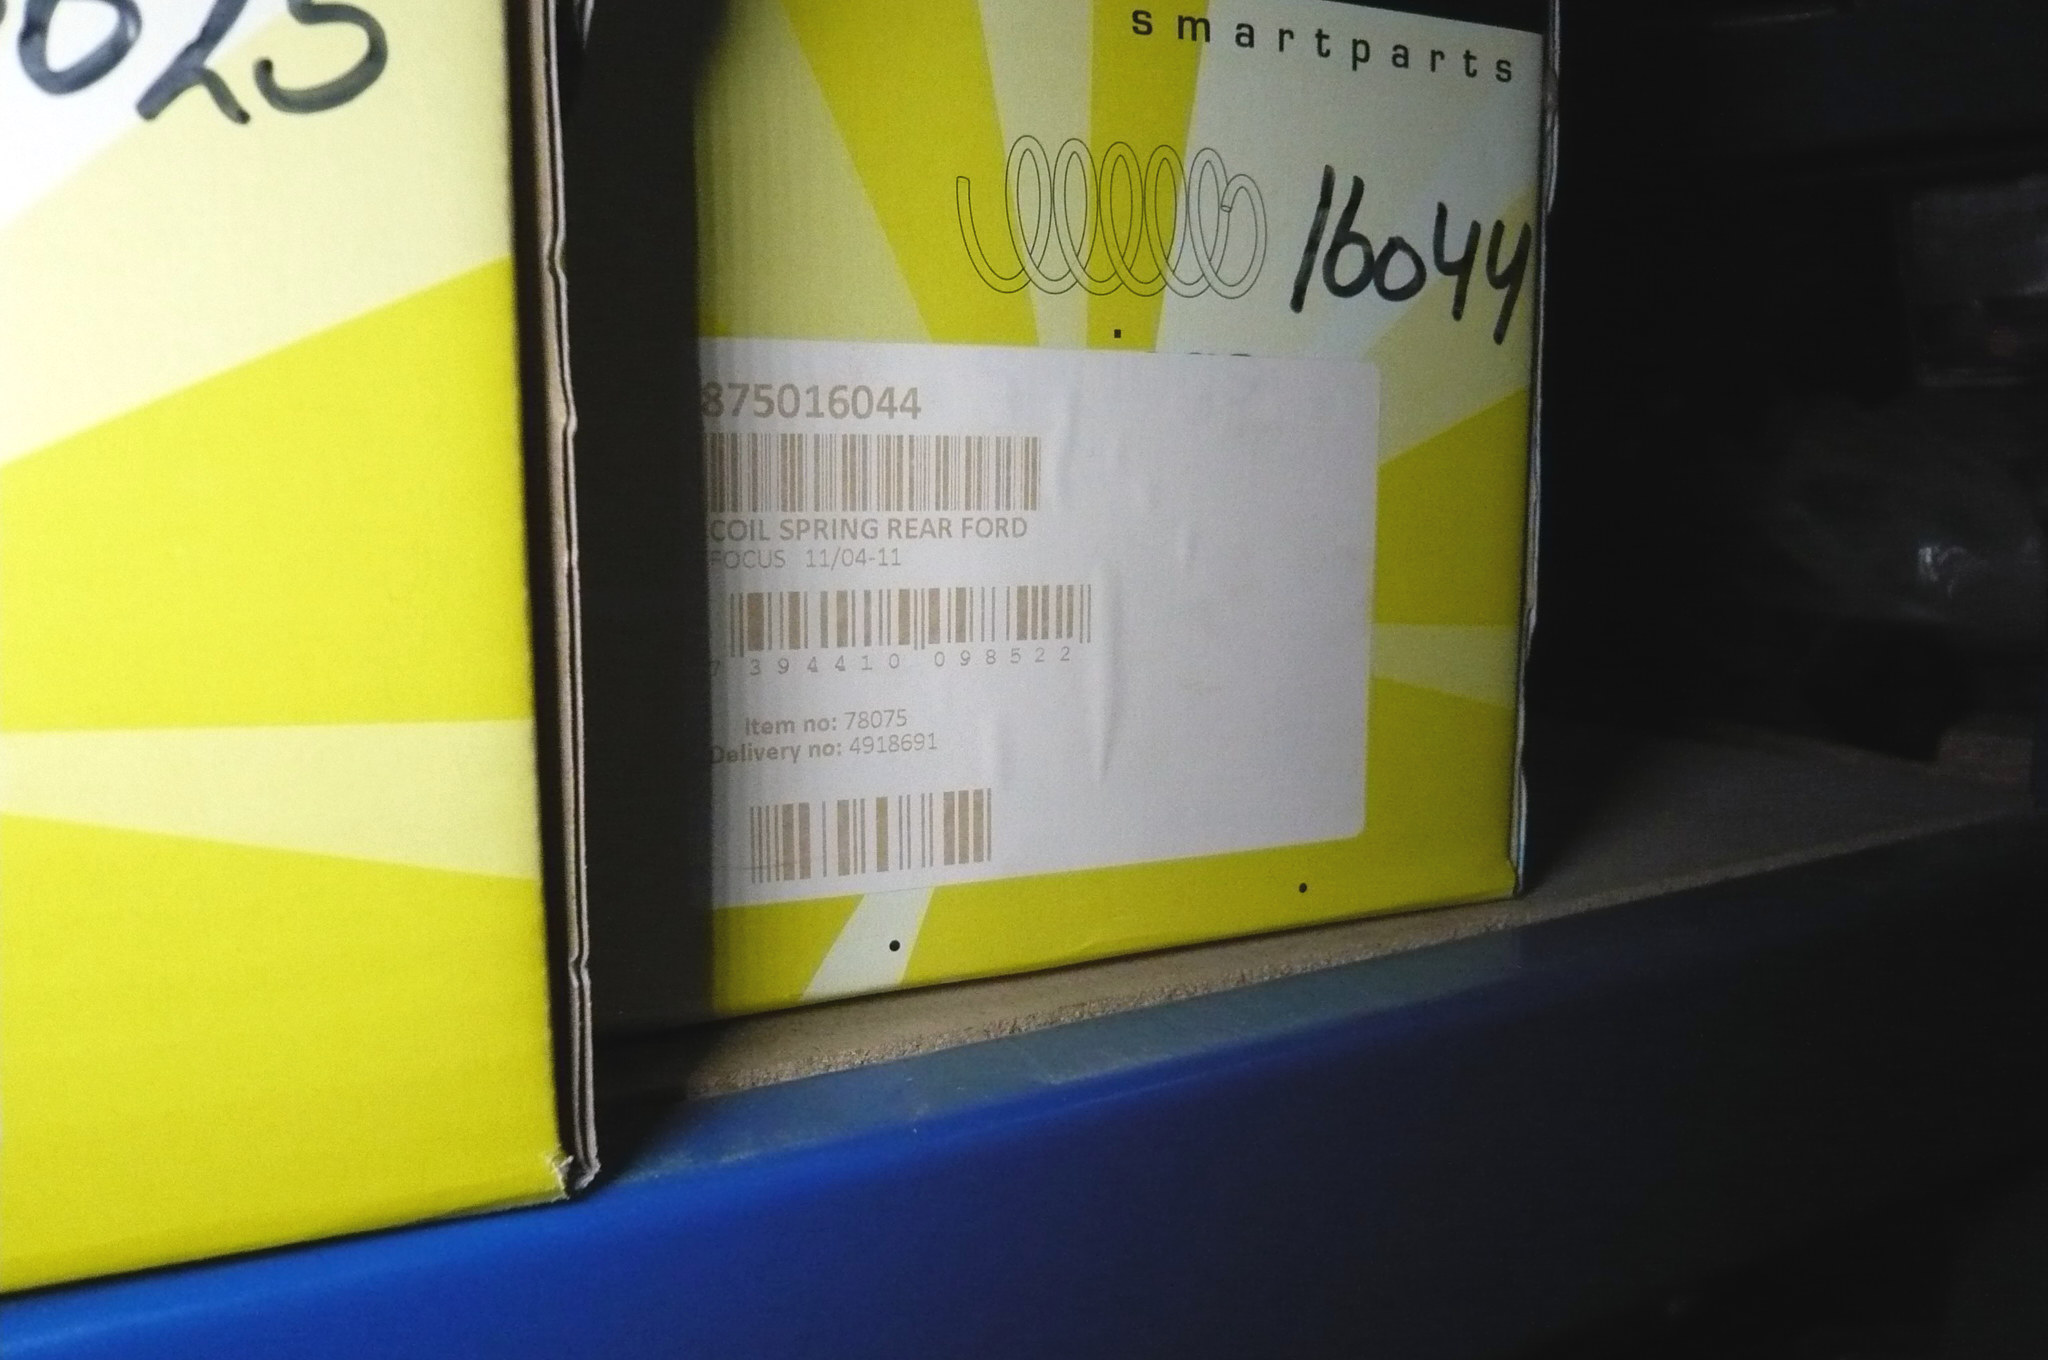 smartparts
16044
875016044
COIL SPRING REAR FORD
FOCUS 11/04-11
7 394410 098522
Item no: 78075
Delivery no: 4918691